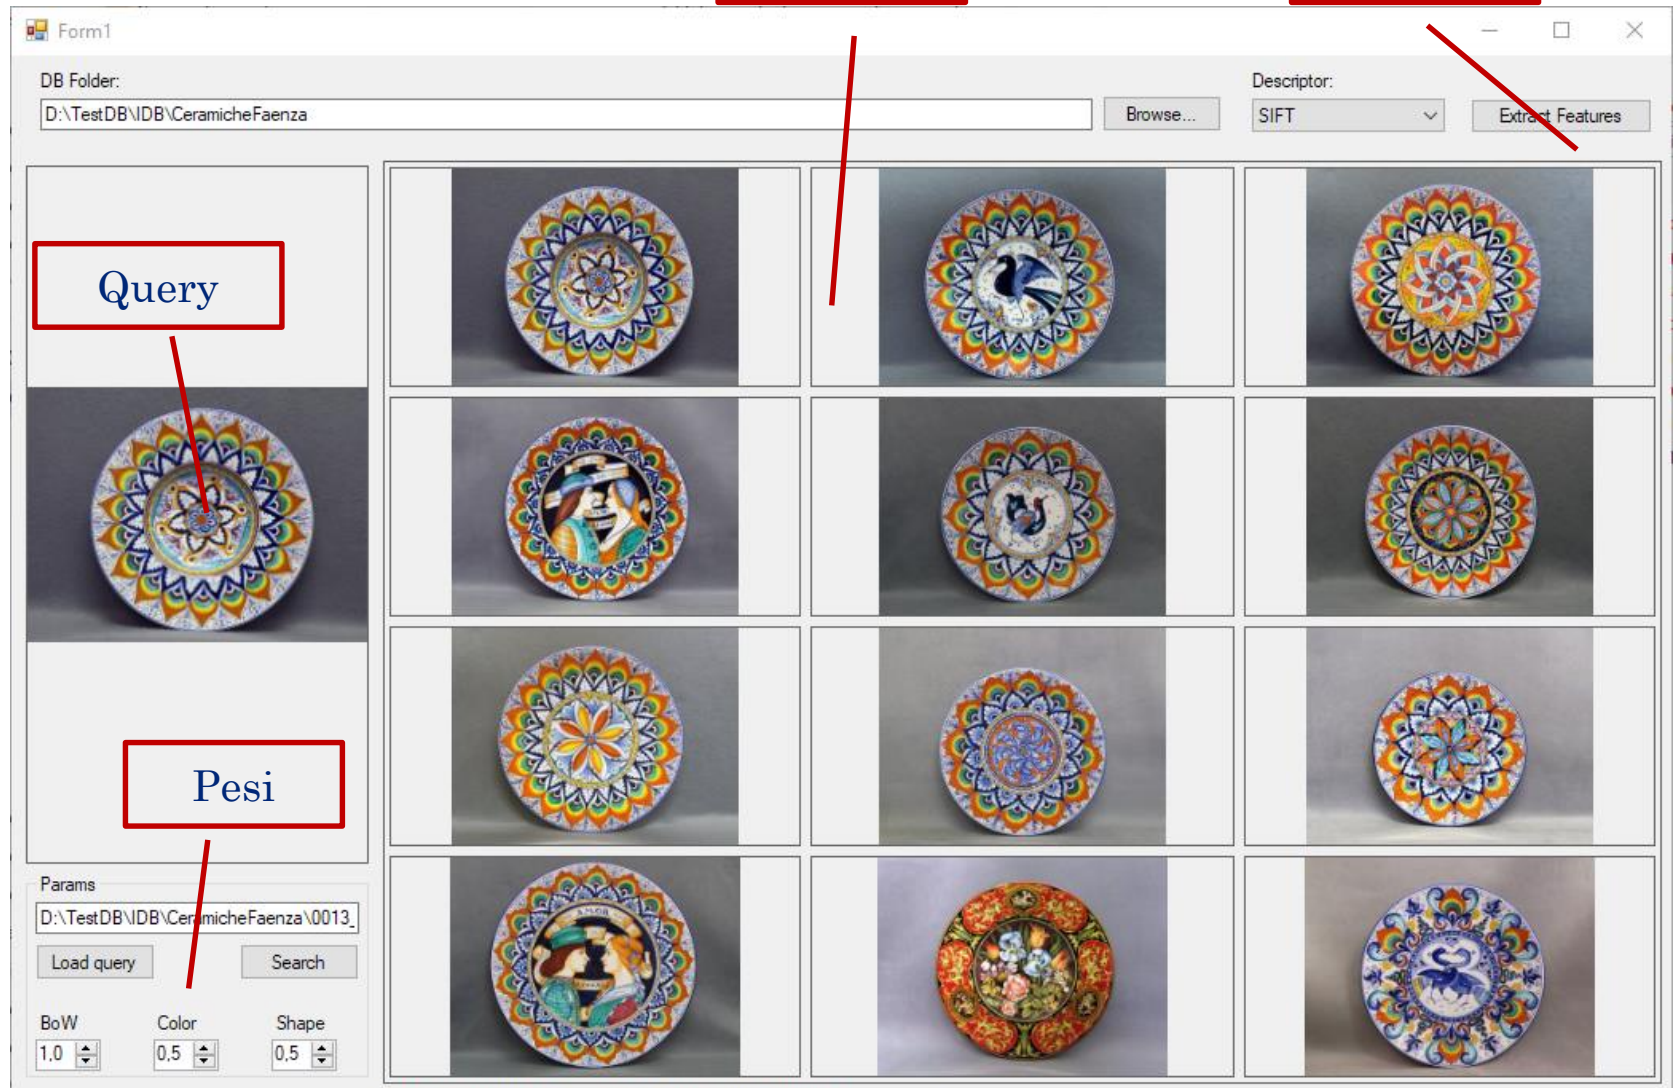 Form1
DB Folder:
Descriptor:
D:\TestDB\IDB\CeramicheFaenza
Browse...
SIFT
Extract Features
Query
Pesi
Params
D:\TestDB\IDB\CeramicheFaenza\0013_
Load query
Search
BoW
Color
Shape
1,0
0,5
0,5